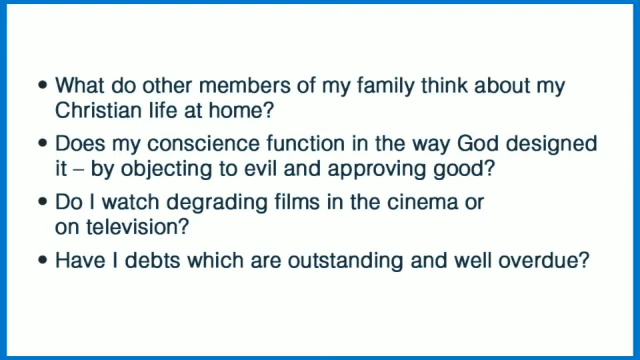 • What do other members of my family think about my
Christian life at home?
• Does my conscience function in the way God designed
it – by objecting to evil and approving good?
• Do I watch degrading films in the cinema or
on television?
• Have I debts which are outstanding and well overdue?